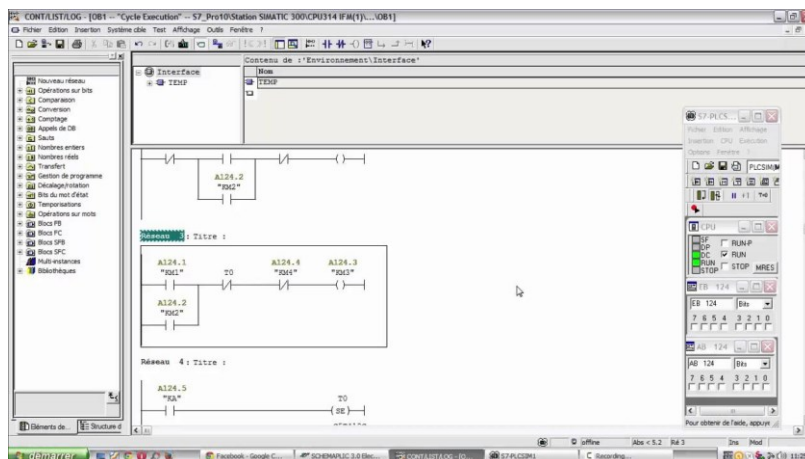 CONT/LIST/LOG - [OB1 -- "Cycle Execution" -- S7_Pro10\Station SIMATIC 300\CPU314 IFM(1)\...\OB1]
Fichier Edition Insertion Système cible Test Affichage Outils Fenêtre ?
Contenu de :'Environnement\Interface'
Interface
TEMP
Nom
TEMP
Nouveau réseau
Opérations sur bits
Comparaison
Conversion
Comptage
Appels de DB
Sauts
Nombres entiers
Nombres réels
Transfert
Gestion de programme
Décalage/rotation
Bits du mot d'état
Temporisations
Opérations sur mots
Blocs FB
Blocs FC
Blocs SFB
Blocs SFC
Multi-instances
Bibliothèques
Eléments de...
Structure d
A124.2
"KM2"
Réseau 3: Titre :
A124.1 A124.4 A124.3
"KM1" T0 "KM4" "KM3"
A124.2
"KM2"
Réseau 4: Titre :
A124.5
"KA" T0
SE
S7-PLCS...
Fichier Edition Affichage
Insertion CPU Exécution
Options Fenêtre ?
PLCSIM(M
T=0
CPU
SF
DP
DC
RUN
STOP
RUN-P
RUN
STOP MRES
EB 124
EB 124 Bits
7 6 5 4 3 2 1 0
AB 124
AB 124 Bits
7 6 5 4 3 2 1 0
Pour obtenir de l'aide, appuye
offline Abs < 5.2 Ré 3 Ins Mod
démarrer
Facebook - Google C...
SCHEMAPLIC 3.0 Elec...
CONT/LIST/LOG - [O...
S7-PLCSIM1
Recording...